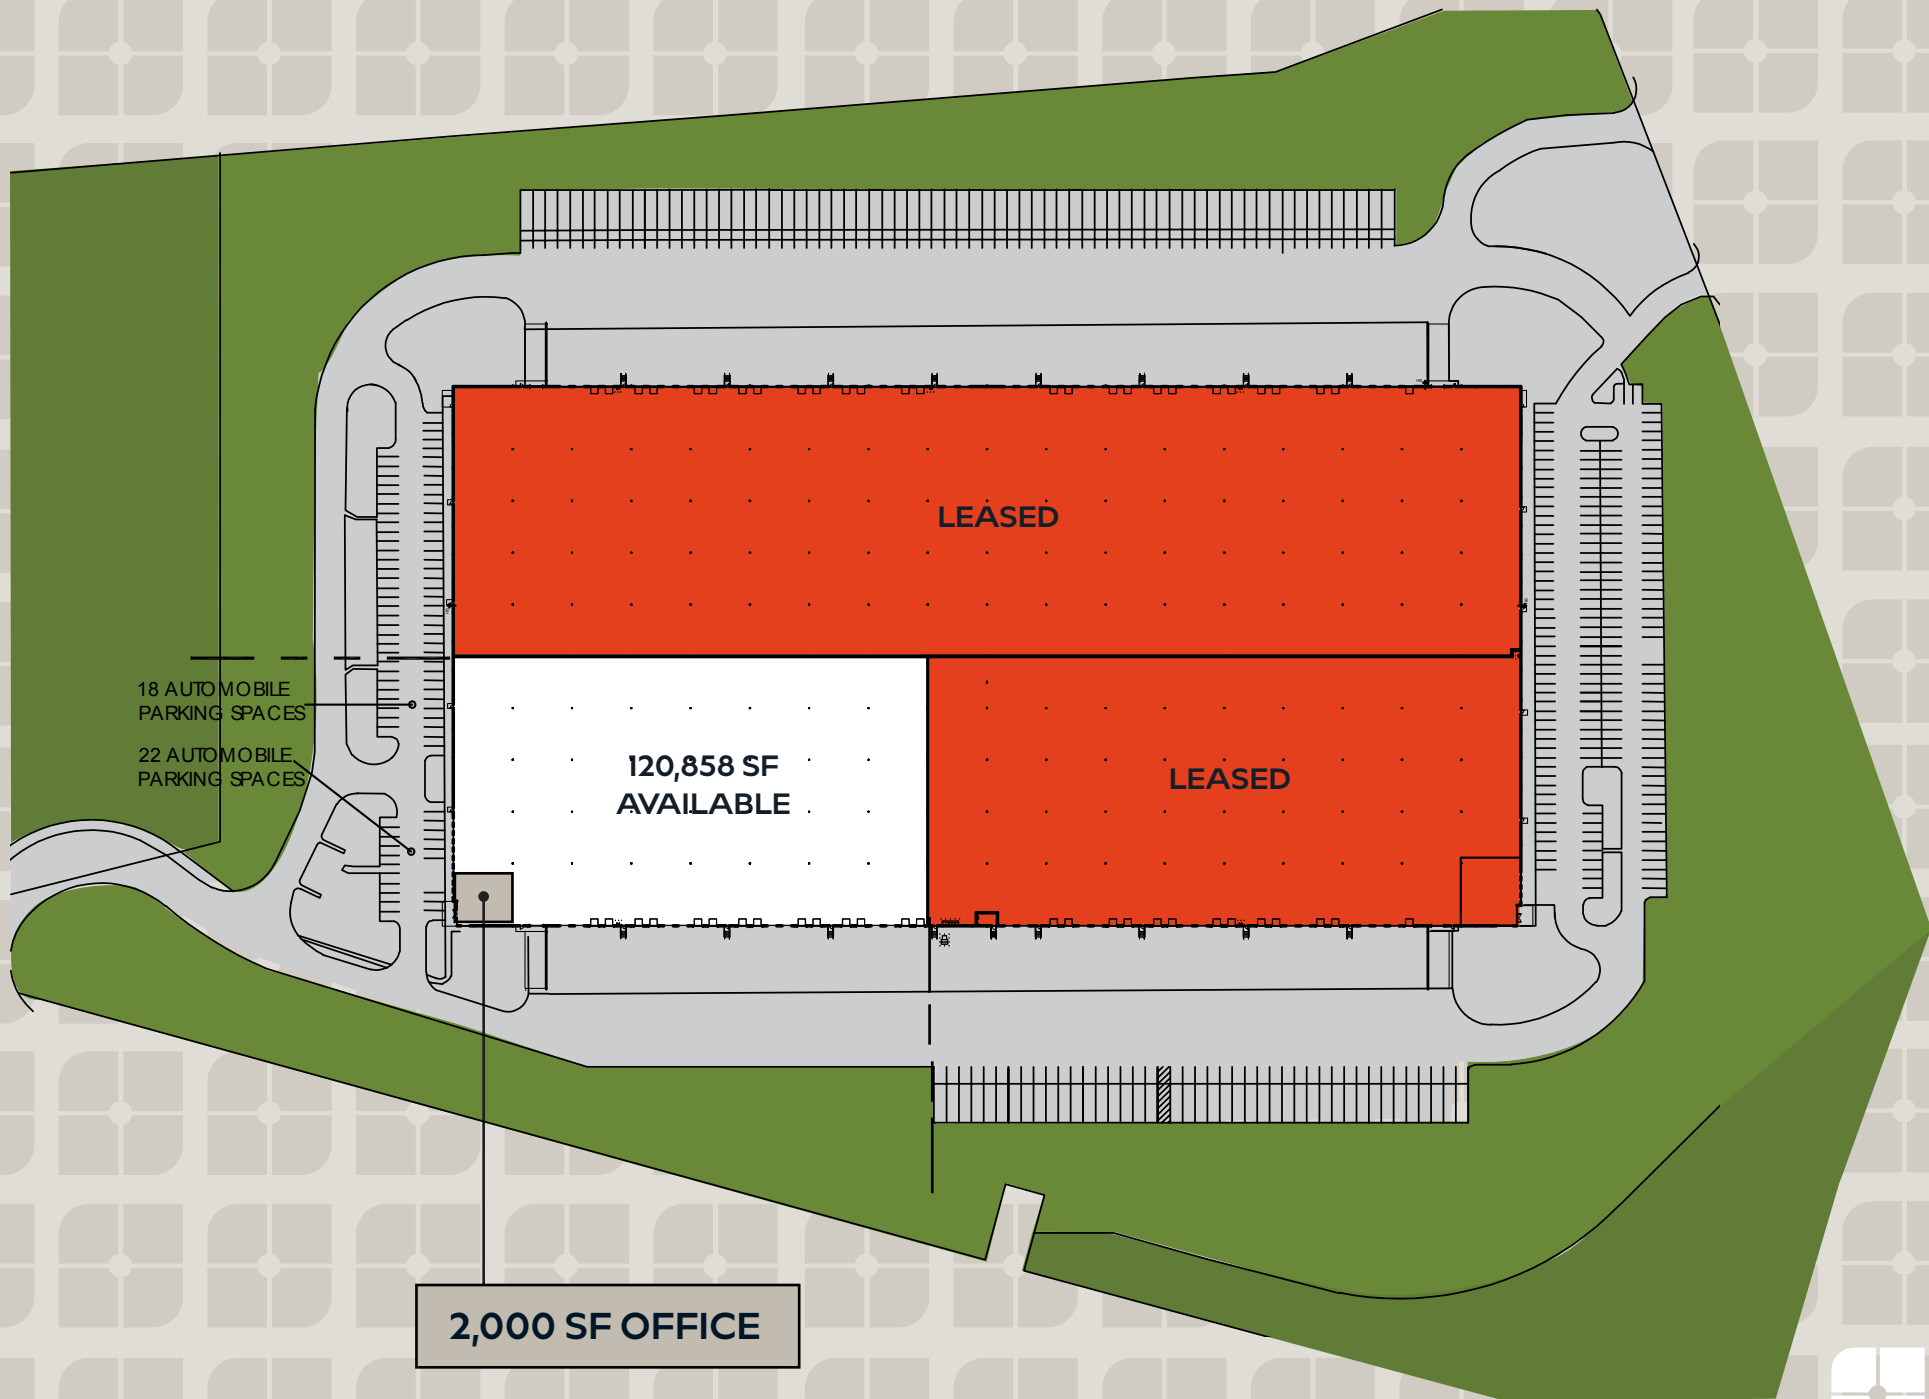 LEASED
18 AUTOMOBILE
PARKING SPACES
22 AUTOMOBILE
PARKING SPACES
120,858 SF
AVAILABLE
LEASED
2,000 SF OFFICE